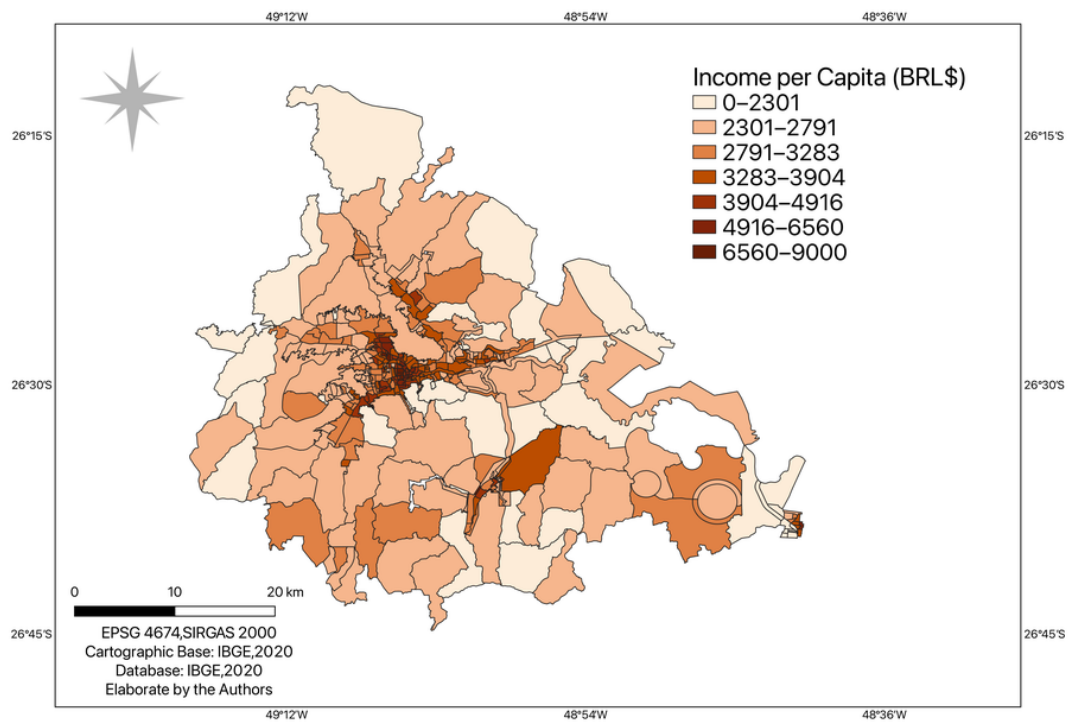 49°12'W 48°54'W 48°36'W
Income per Capita (BRL$)
0–2301
2301–2791
2791–3283
3283–3904
3904–4916
4916–6560
6560–9000
26°15'S 26°15'S
26°30'S 26°30'S
0 10 20 km
EPSG 4674,SIRGAS 2000
26°45'S 26°45'S
Cartographic Base: IBGE,2020
Database: IBGE,2020
Elaborate by the Authors
49°12'W 48°54'W 48°36'W